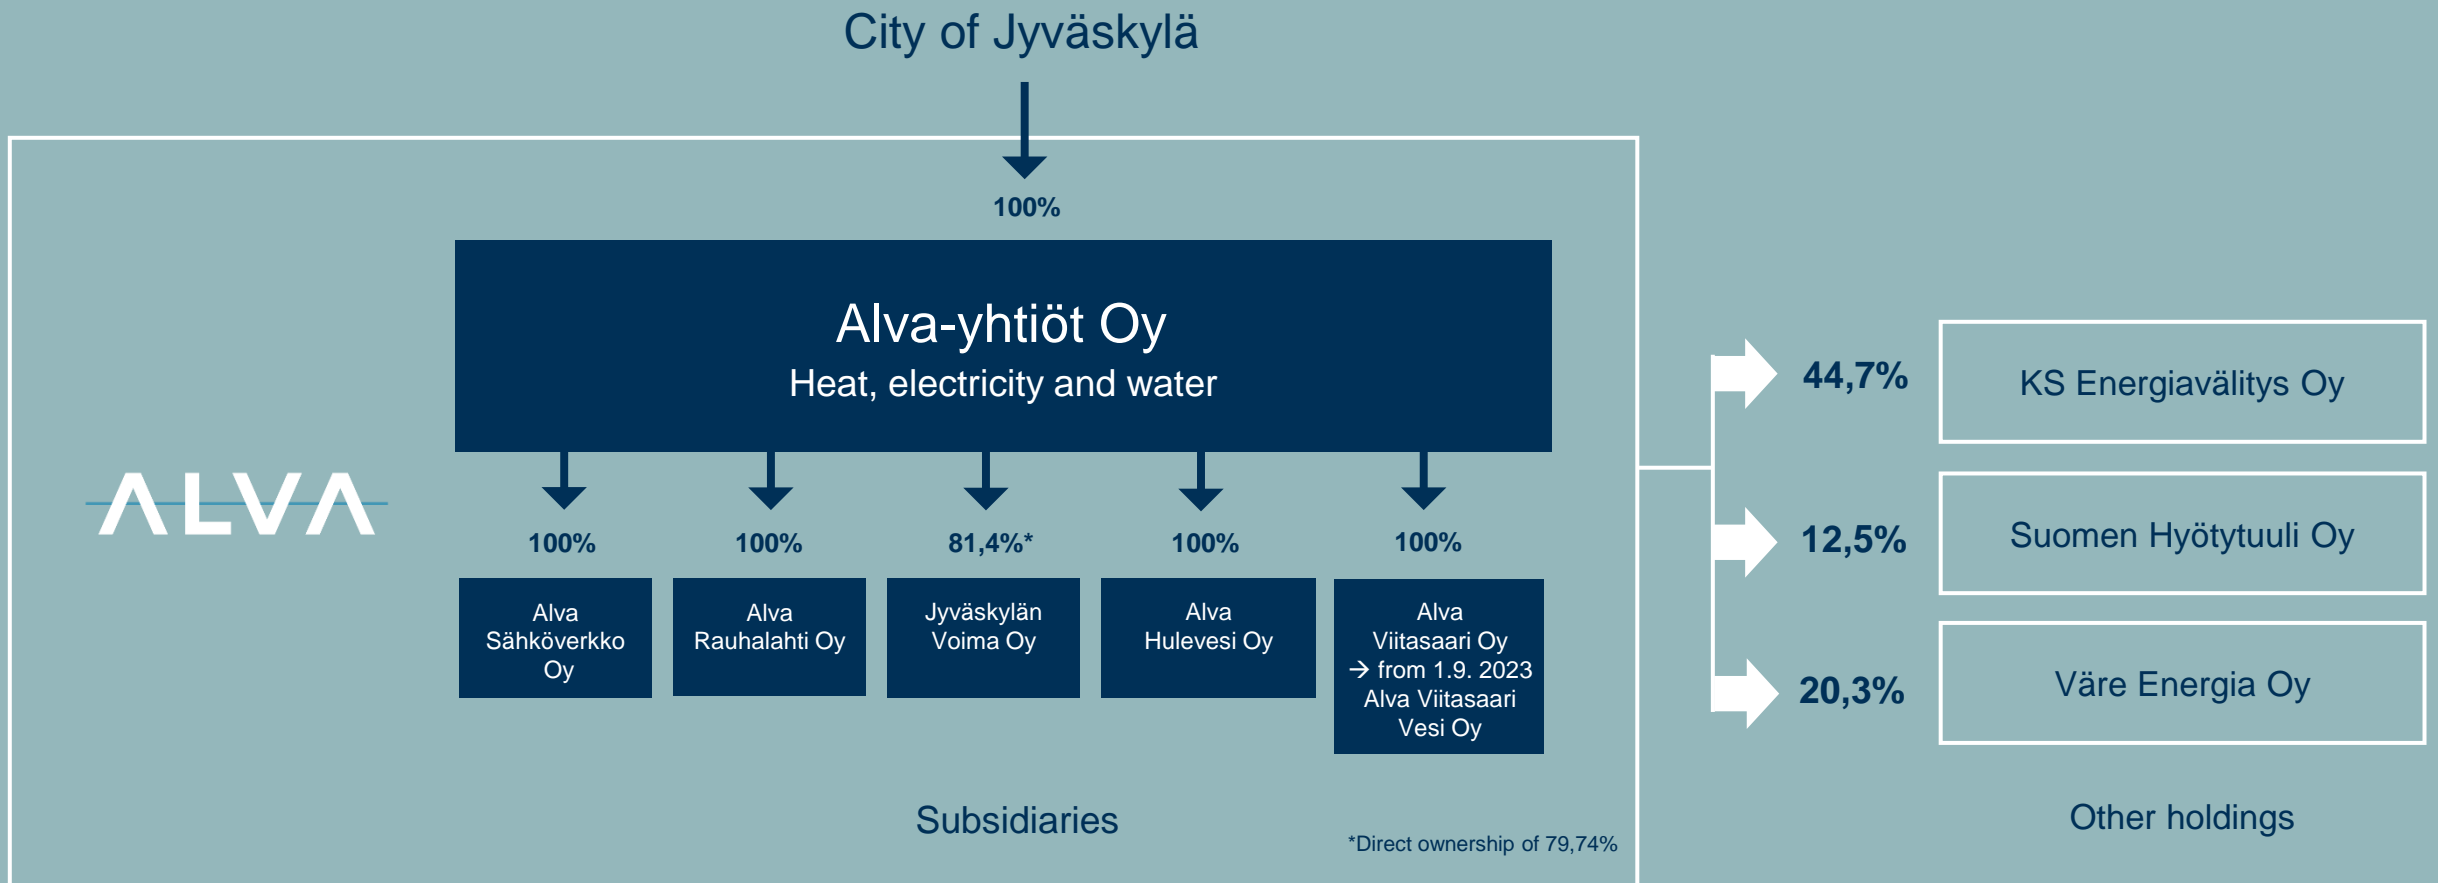 City of Jyväskylä
100%
Alva-yhtiöt Oy
Heat, electricity and water
ALVA
100%
100%
81,4%*
100%
100%
Alva
Sähköverkko
Oy
Alva
Rauhalahti Oy
Jyväskylän
Voima Oy
Alva
Hulevesi Oy
Alva
Viitasaari Oy
→ from 1.9. 2023
Alva Viitasaari
Vesi Oy
Subsidiaries
*Direct ownership of 79,74%
44,7%
KS Energiavälitys Oy
12,5%
Suomen Hyötytuuli Oy
20,3%
Väre Energia Oy
Other holdings